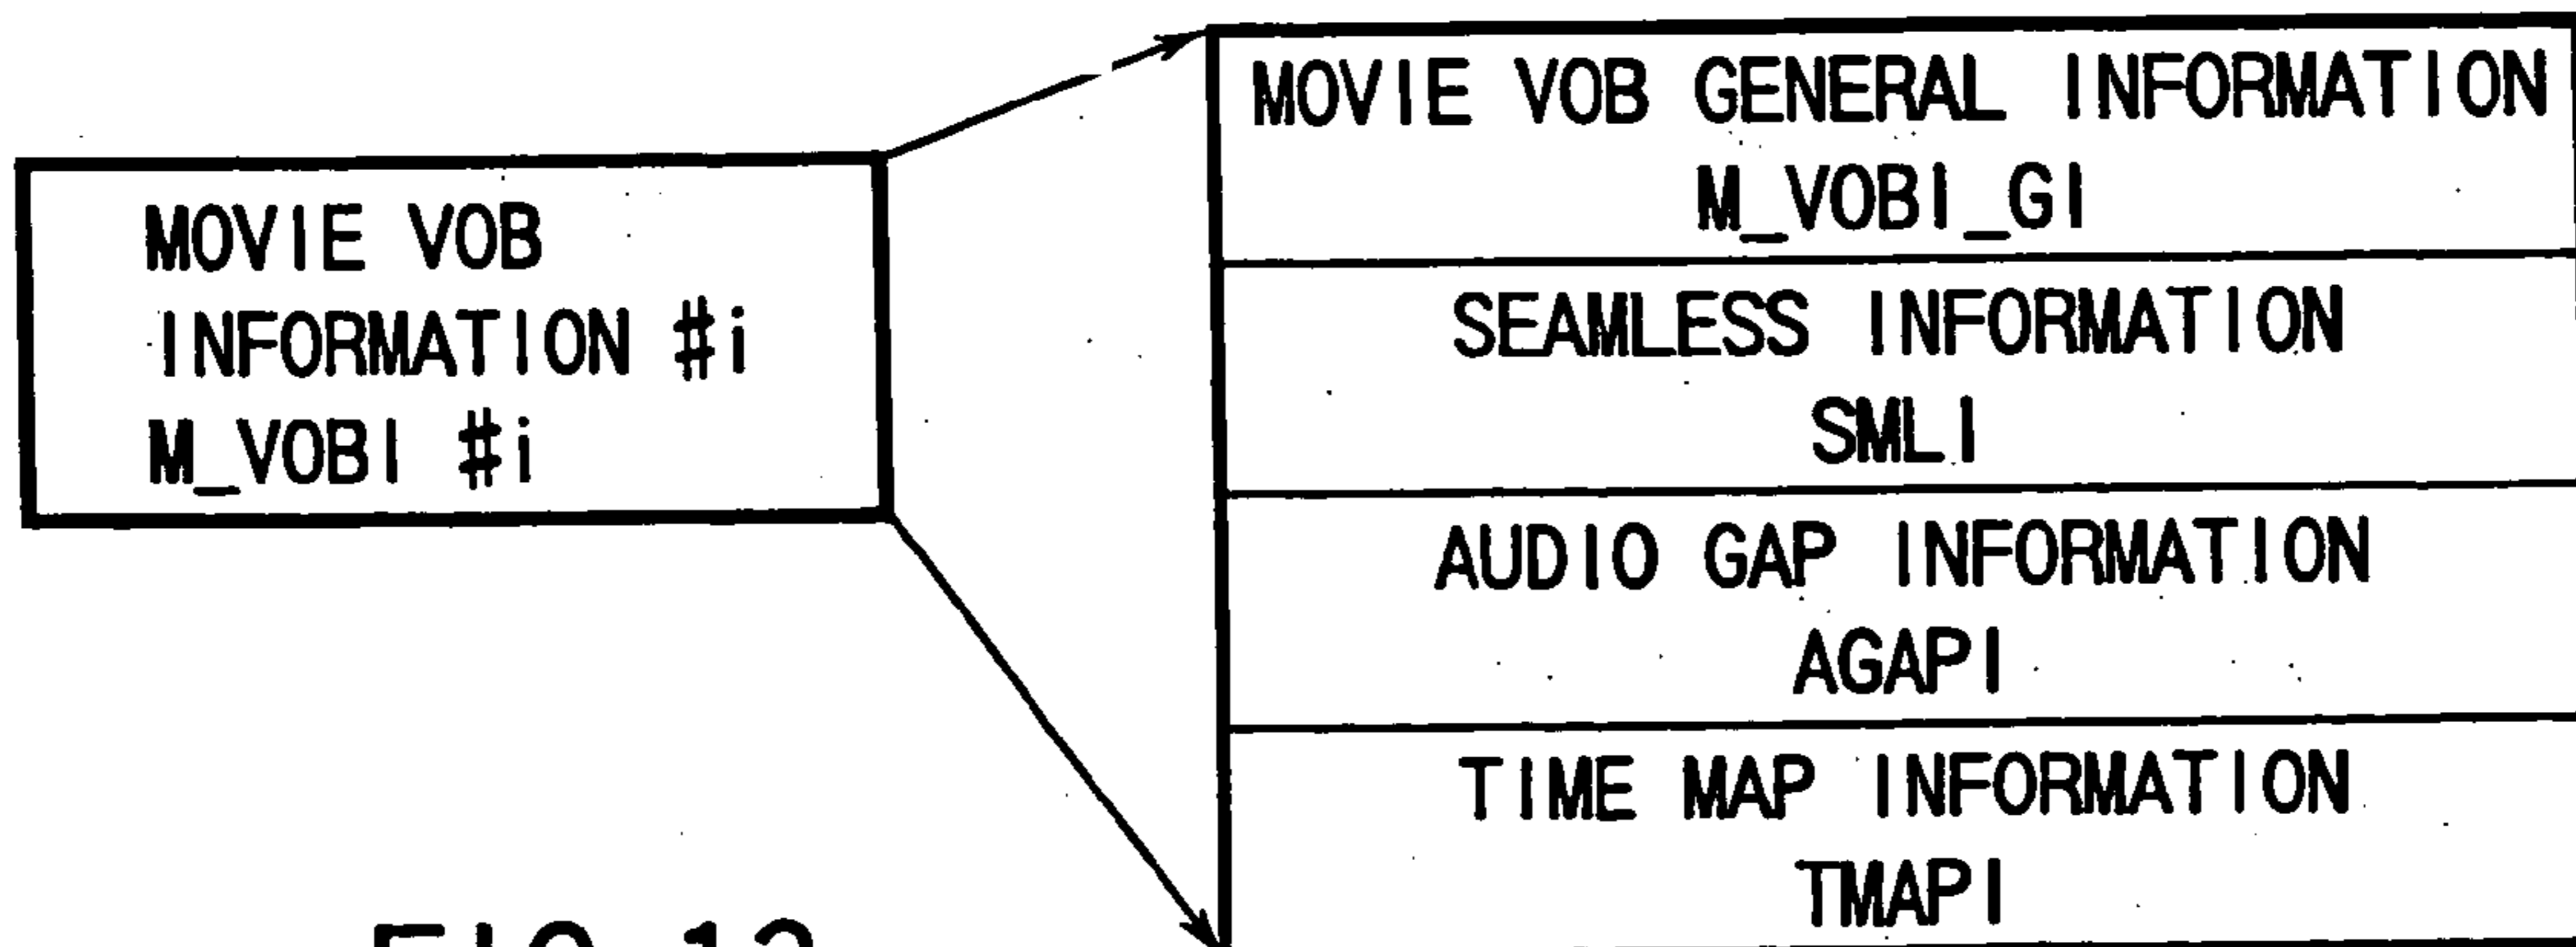 MOVIE VOB
INFORMATION #i
M_VOBI #i
MOVIE VOB GENERAL INFORMATION
M_VOBI_GI
SEAMLESS INFORMATION
SMLI
AUDIO GAP INFORMATION
AGAPI
TIME MAP INFORMATION
TMAPI